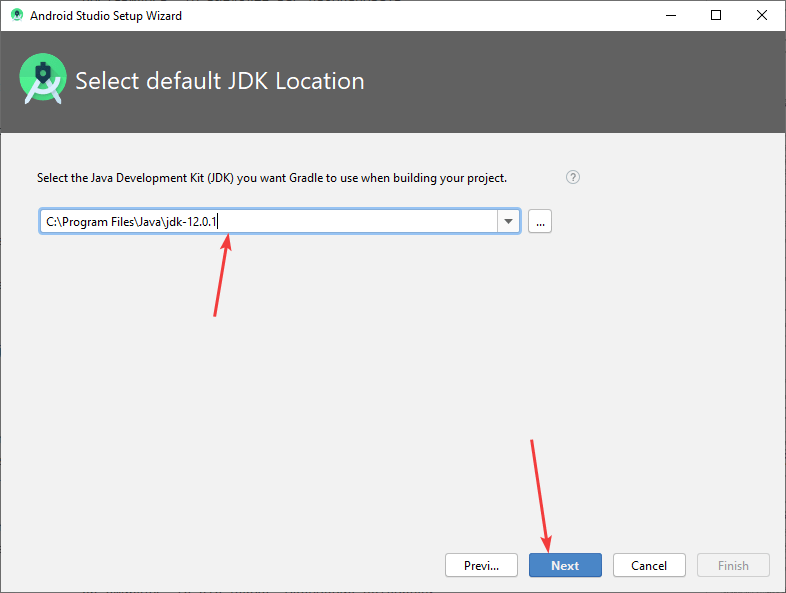 Android Studio Setup Wizard
Select default JDK Location
Select the Java Development Kit (JDK) you want Gradle to use when building your project.
?
C:\Program Files\Java\jdk-12.0.1
...
Previ...
Next
Cancel
Finish